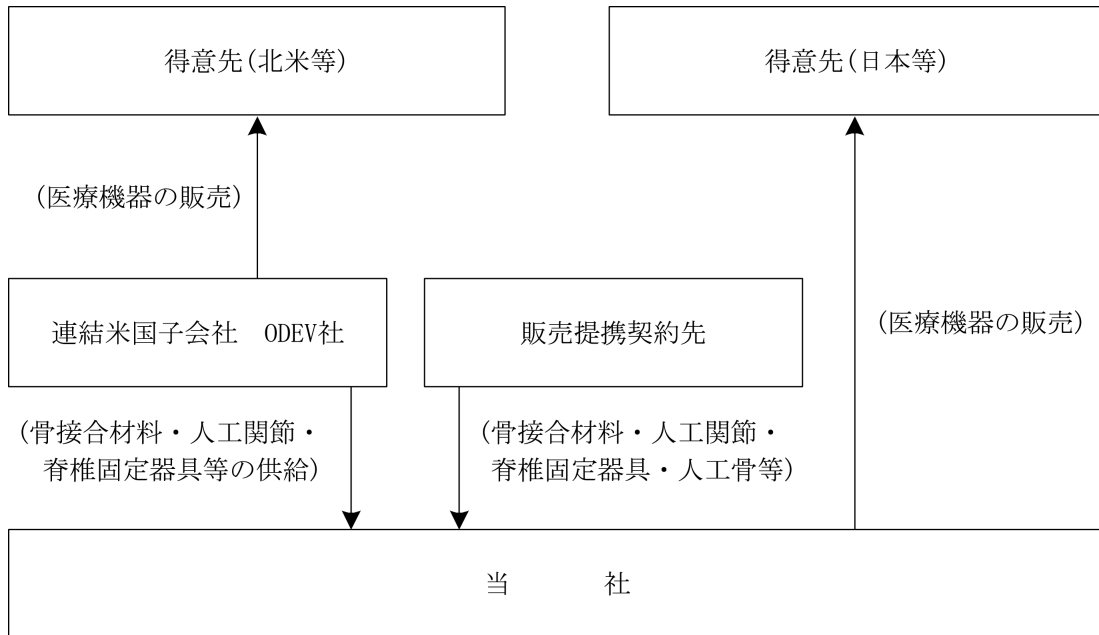 得意先(北米等)
得意先(日本等)
(医療機器の販売)
連結米国子会社　ODEV社
販売提携契約先
(医療機器の販売)
(骨接合材料・人工関節・
脊椎固定器具等の供給)
(骨接合材料・人工関節・
脊椎固定器具・人工骨等)
当　　　社